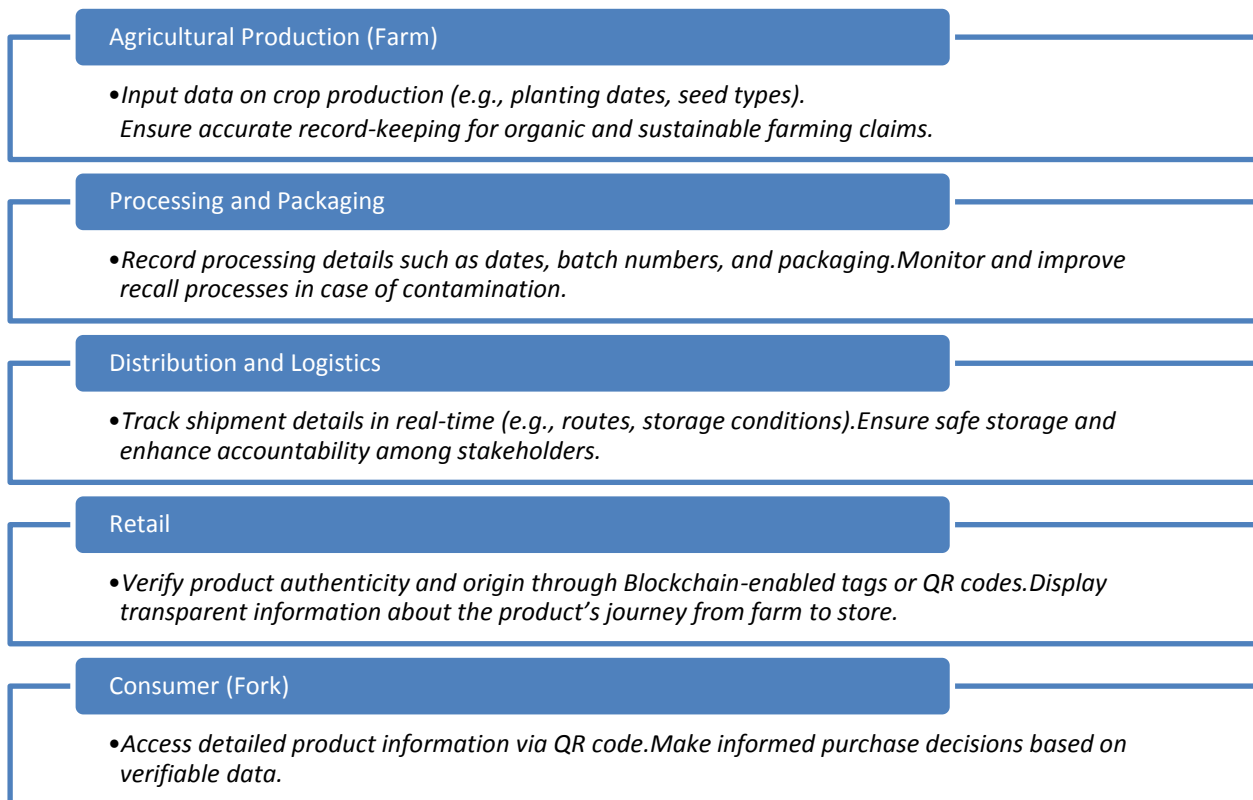 Agricultural Production (Farm)
•Input data on crop production (e.g., planting dates, seed types).
Ensure accurate record-keeping for organic and sustainable farming claims.
Processing and Packaging
•Record processing details such as dates, batch numbers, and packaging.Monitor and improve
recall processes in case of contamination.
Distribution and Logistics
•Track shipment details in real-time (e.g., routes, storage conditions).Ensure safe storage and
enhance accountability among stakeholders.
Retail
•Verify product authenticity and origin through Blockchain-enabled tags or QR codes.Display
transparent information about the product’s journey from farm to store.
Consumer (Fork)
•Access detailed product information via QR code.Make informed purchase decisions based on
verifiable data.